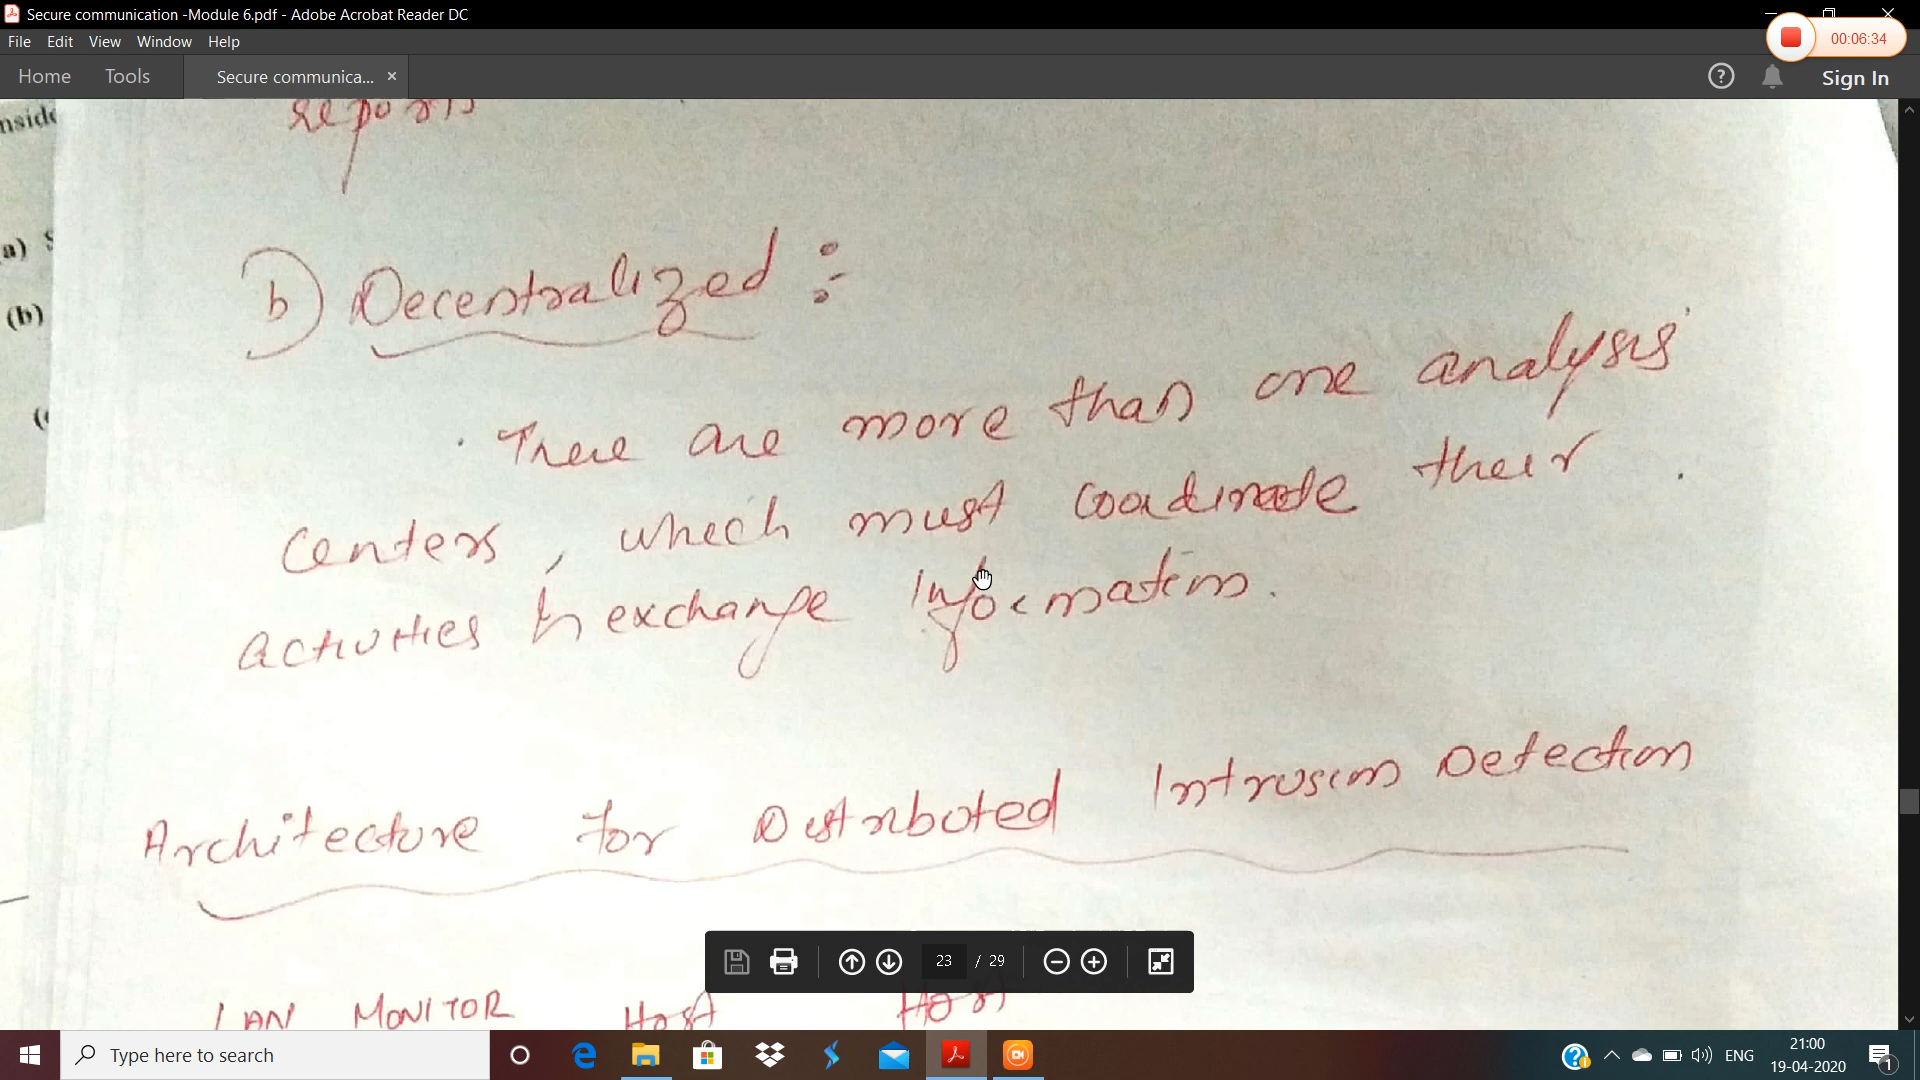 Secure communication -Module 6.pdf - Adobe Acrobat Reader DC
File Edit View Window Help
00:06:34
Home Tools Secure communica... ×
? Sign In
reports
a)
(b)
b) Decentralized :-
There are more than one analysis
centers, which must coordinate their
activities & exchange information.
Architecture for Distributed Intrusion Detection
23 / 29
LAN MONITOR HOST HOST
Type here to search
ENG
21:00
19-04-2020
1